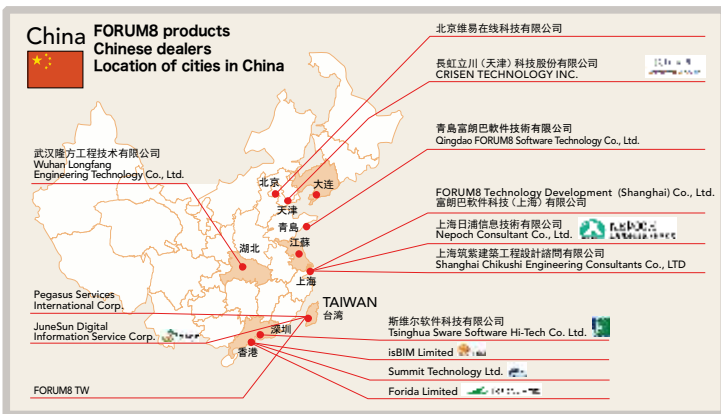 China
FORUM8 products
Chinese dealers
Location of cities in China
北京维易在线科技有限公司
長虹立川（天津）科技股份有限公司
CRISEN TECHNOLOGY INC.
青島富朗巴軟件技術有限公司
Qingdao FORUM8 Software Technology Co., Ltd.
武汉隆方工程技术有限公司
Wuhan Longfang
Engineering Technology Co., Ltd.
北京
大连
天津
青島
江蘇
湖北
上海
FORUM8 Technology Development (Shanghai) Co., Ltd.
富朗巴軟件科技（上海）有限公司
上海日浦信息技術有限公司
Nepoch Consultant Co., Ltd.
上海筑紫建築工程設計諮問有限公司
Shanghai Chikushi Engineering Consultants Co., LTD
Pegasus Services
International Corp.
JuneSun Digital
Information Service Corp.
FORUM8 TW
TAIWAN
台湾
深圳
香港
斯维尔软件科技有限公司
Tsinghua Sware Software Hi-Tech Co. Ltd.
isBIM Limited
Summit Technology Ltd.
Forida Limited